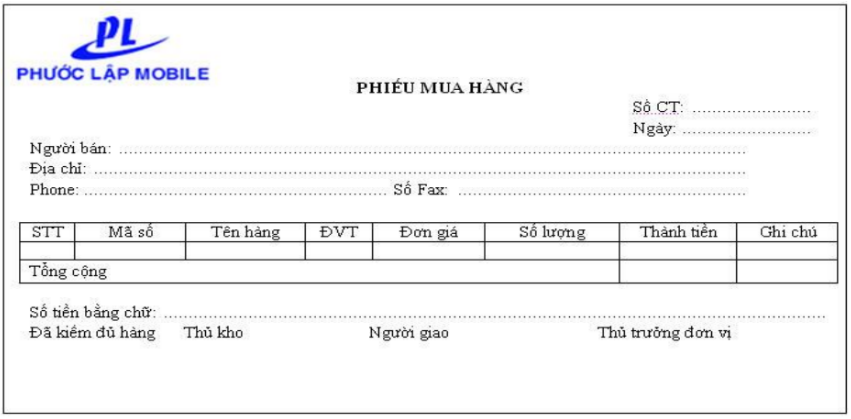 PL
PHƯỚC LẬP MOBILE
PHIẾU MUA HÀNG
Số CT: ........................
Ngày: ..........................
Người bán: ................................................................................
Địa chỉ: ................................................................................
Phone: ............................................................ Số Fax: ............................................................
STT Mã số Tên hàng ĐVT Đơn giá Số lượng Thành tiền Ghi chú
Tổng cộng
Số tiền bằng chữ: ................................................................................
Đã kiểm đủ hàng Thủ kho Người giao Thủ trưởng đơn vị